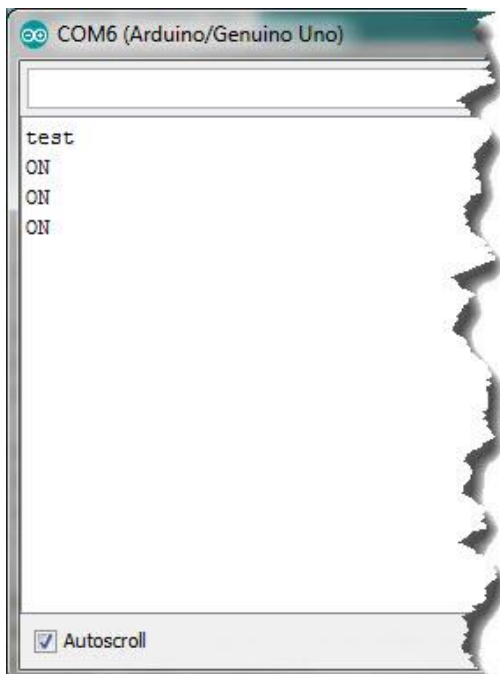 COM6 (Arduino/Genuino Uno)
test
ON
ON
ON
Autoscroll